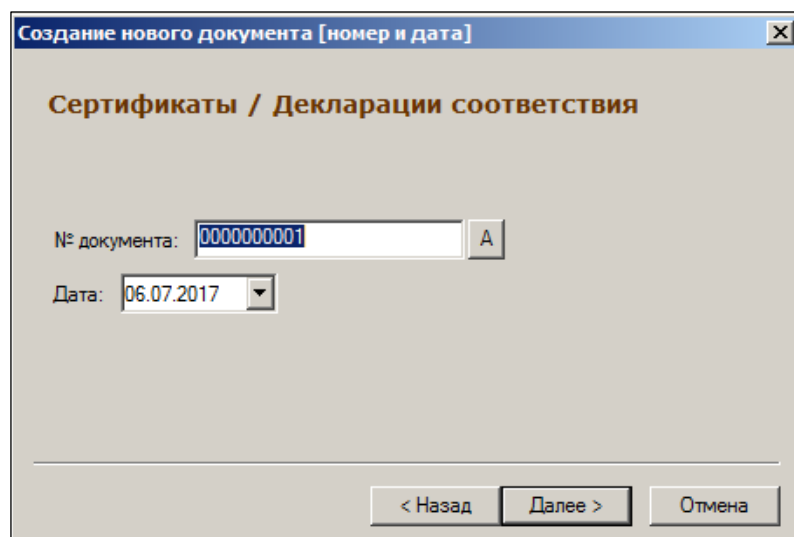 Создание нового документа [номер и дата]
Сертификаты / Декларации соответствия
№ документа: 0000000001 A
Дата: 06.07.2017
< Назад Далее > Отмена